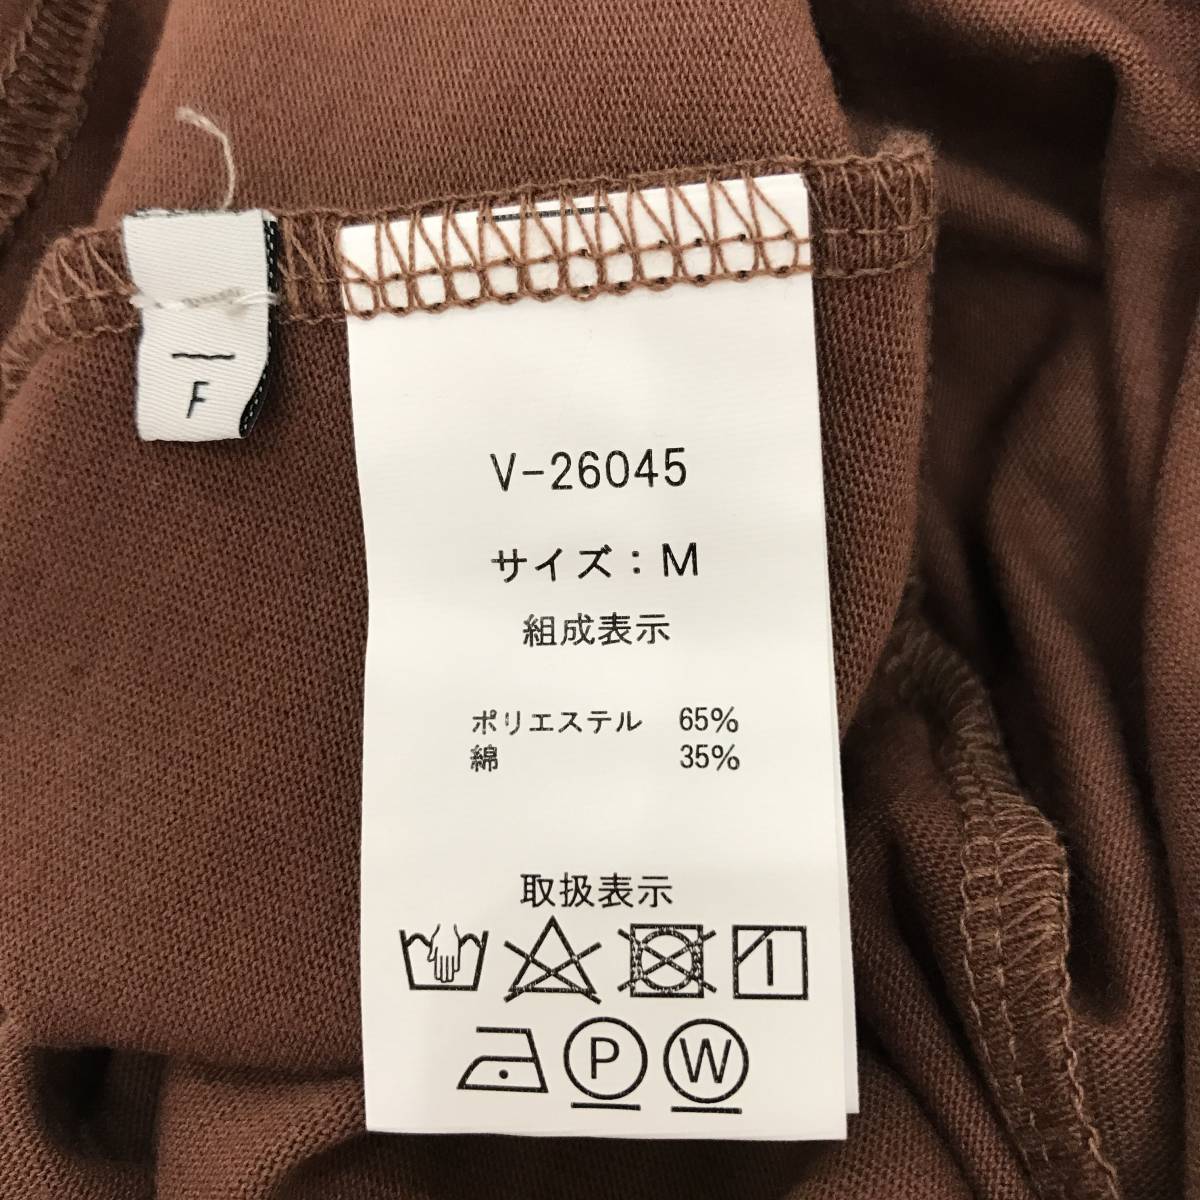 F
V-26045
サイズ：M
組成表示
ポリエステル 65%
綿 35%
取扱表示
P W